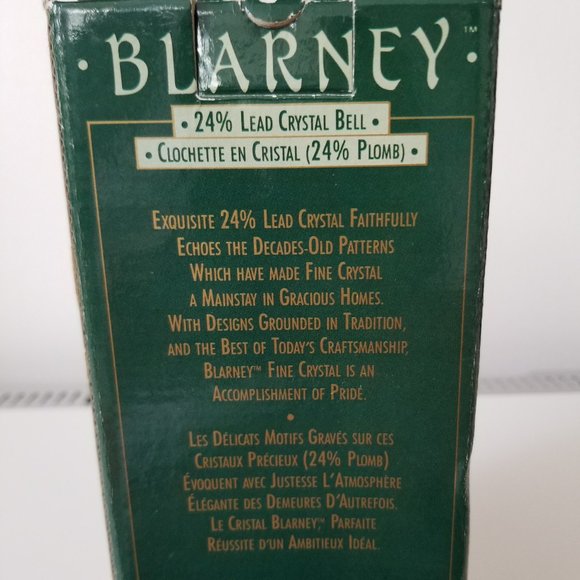 • BLARNEY™ •
• 24% Lead Crystal Bell •
• Clochette en Cristal (24% Plomb) •
Exquisite 24% Lead Crystal Faithfully
Echoes the Decades-Old Patterns
Which have made Fine Crystal
a Mainstay in Gracious Homes.
With Designs Grounded in Tradition,
and the Best of Today's Craftsmanship,
Blarney™ Fine Crystal is an
Accomplishment of Pride.
•
Les Délicats Motifs Gravés sur ces
Cristaux Précieux (24% Plomb)
Évoquent avec Justesse L'Atmosphère
Élégante des Demeures D'Autrefois.
Le Cristal Blarney,™ Parfaite
Réussite d'un Ambitieux Idéal.